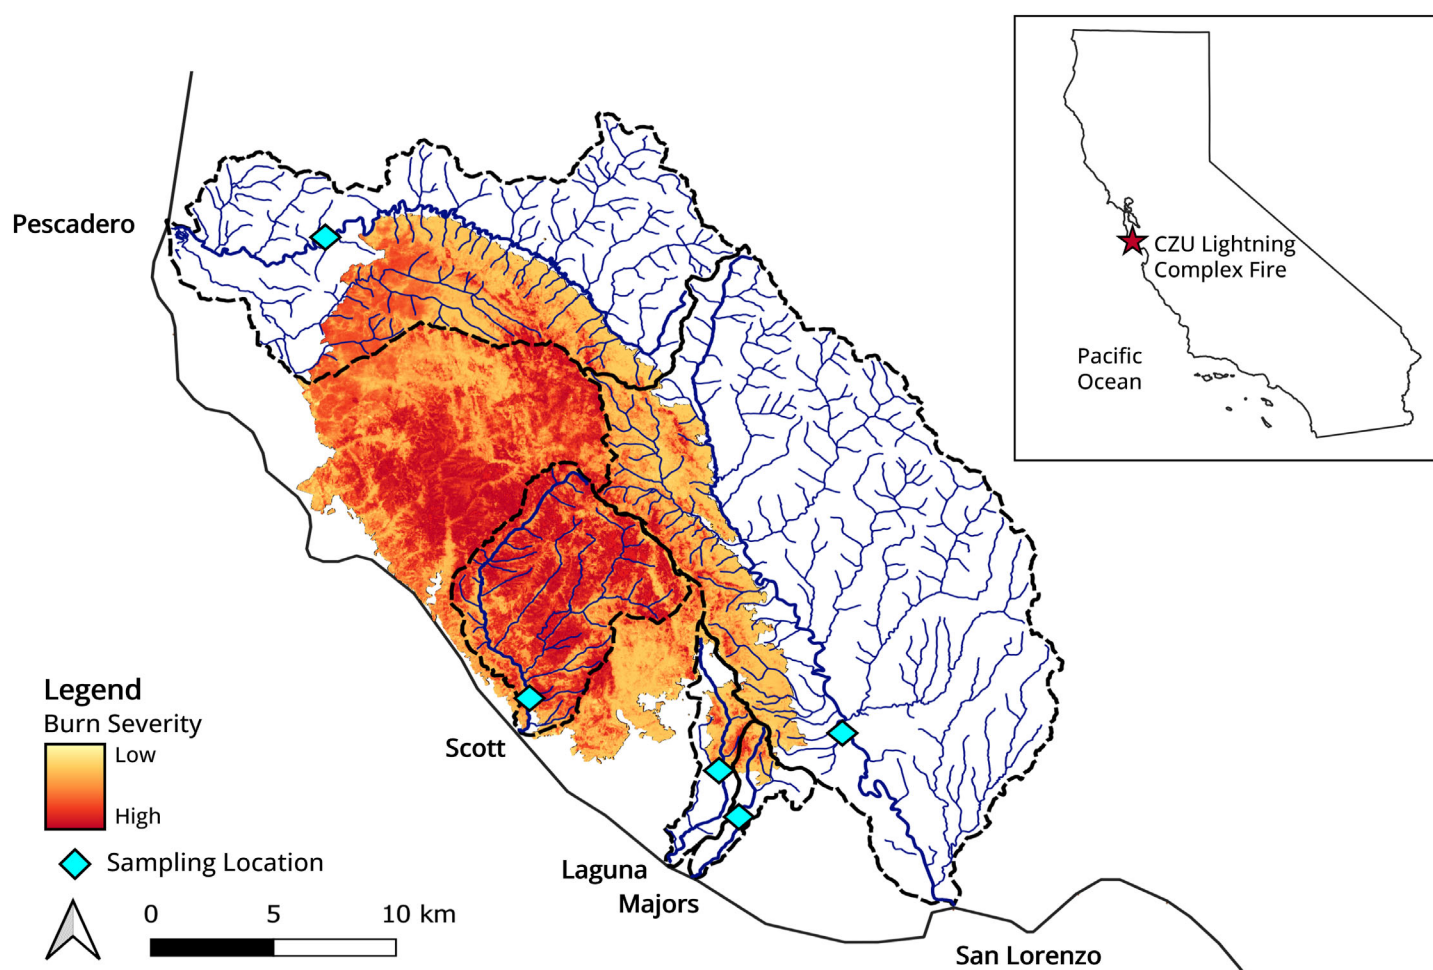 Pescadero
CZU Lightning
Complex Fire
Pacific
Ocean
Legend
Burn Severity
Low
High
Sampling Location
0 5 10 km
Scott
Laguna
Majors
San Lorenzo